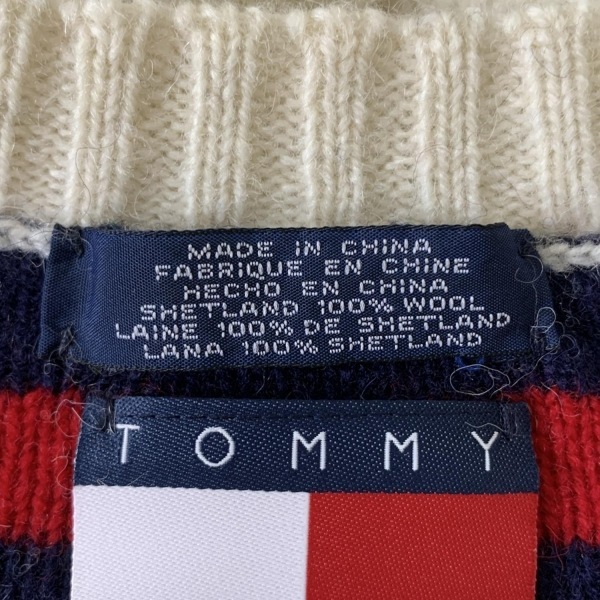 MADE IN CHINA
FABRIQUE EN CHINE
HECHO EN CHINA
SHETLAND 100% WOOL
LAINE 100% DE SHETLAND
LANA 100% SHETLAND
TOMMY